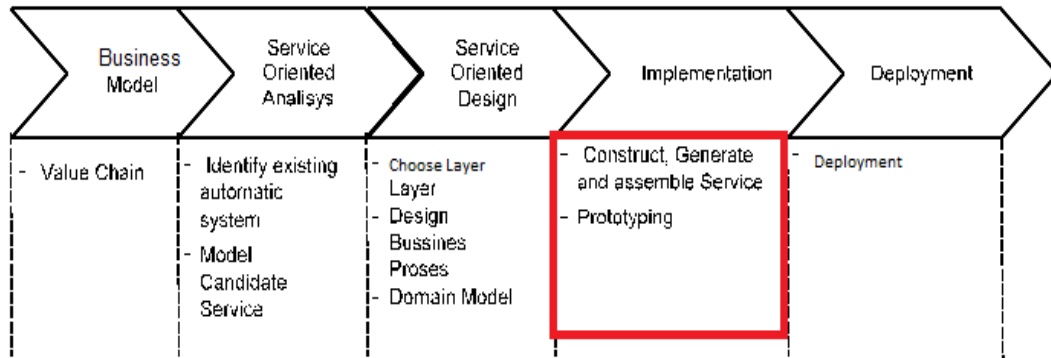 Business
Model
Service
Oriented
Analisys
Service
Oriented
Design
Implementation
Deployment
- Value Chain
- Identify existing
automatic
system
- Model
Candidate
Service
- Choose Layer
Layer
- Design
Bussines
Proses
- Domain Model
- Construct, Generate
and assemble Service
- Prototyping
- Deployment